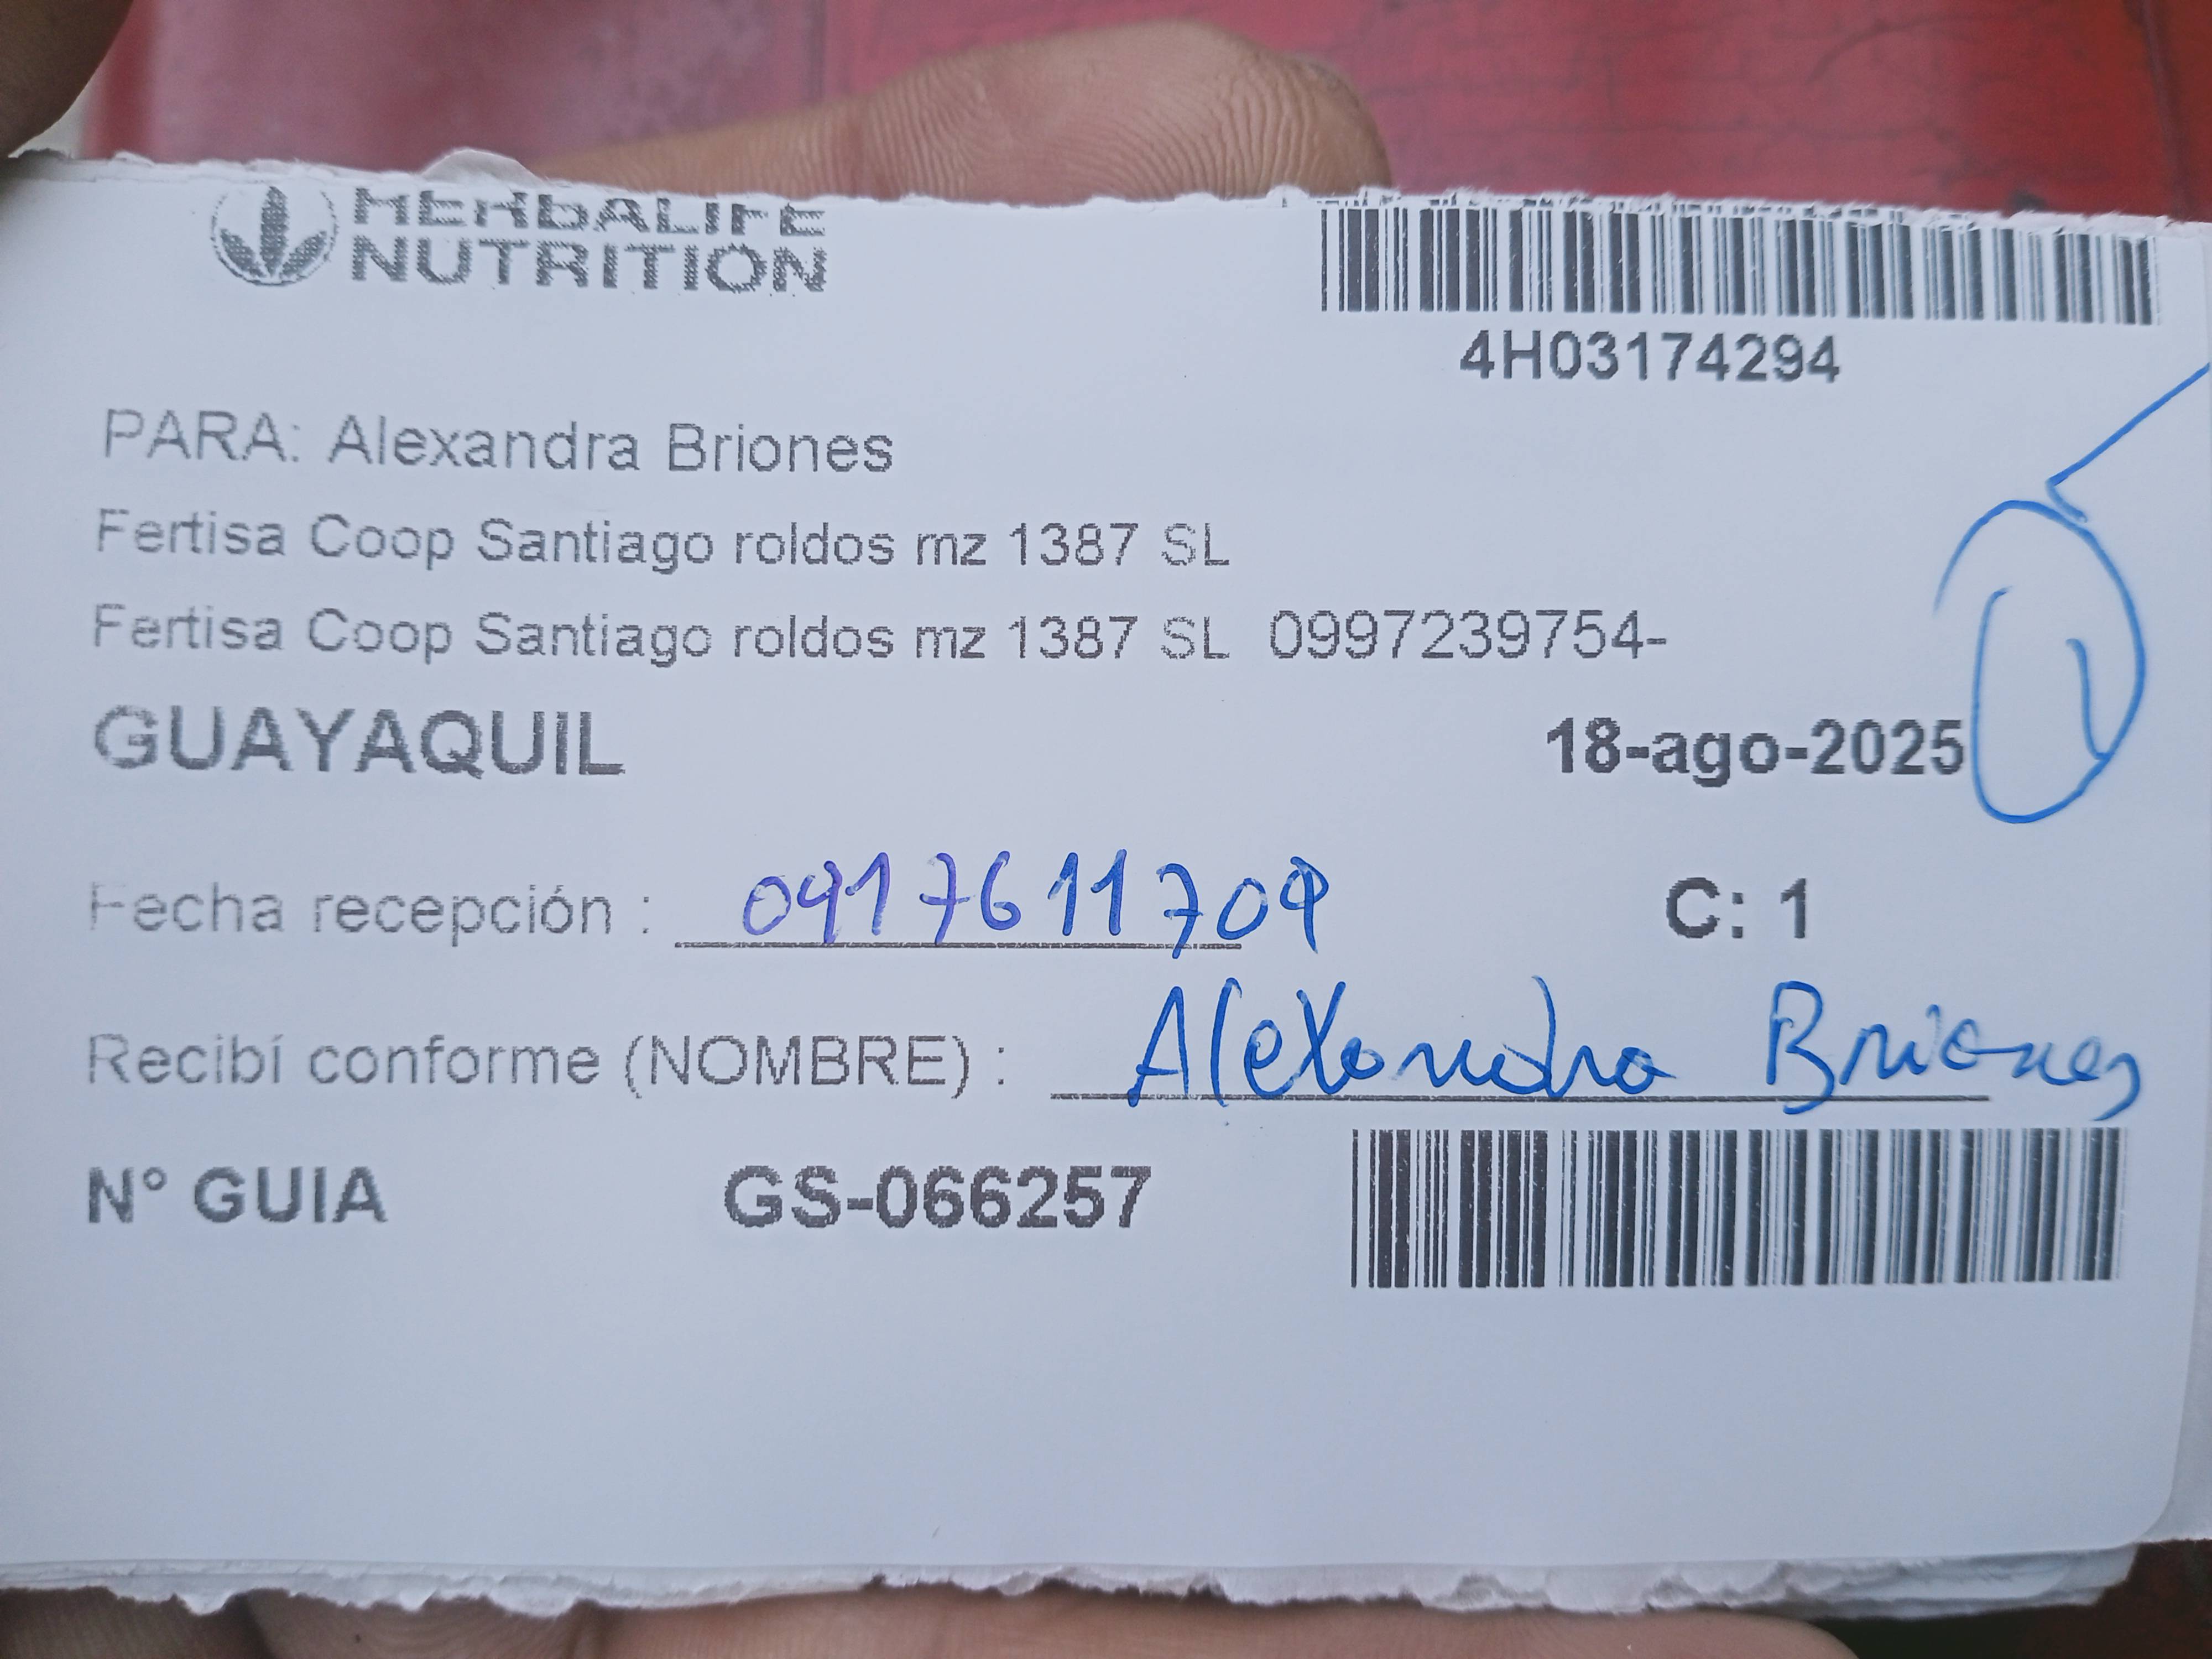 HERBALIFE
NUTRITION
4H03174294
PARA: Alexandra Briones
Fertisa Coop Santiago roldos mz 1387 SL
Fertisa Coop Santiago roldos mz 1387 SL 0997239754-
GUAYAQUIL 18-ago-2025
Fecha recepción : 0917611709 C: 1
Recibí conforme (NOMBRE) : Alexandra Briones
N° GUIA GS-066257